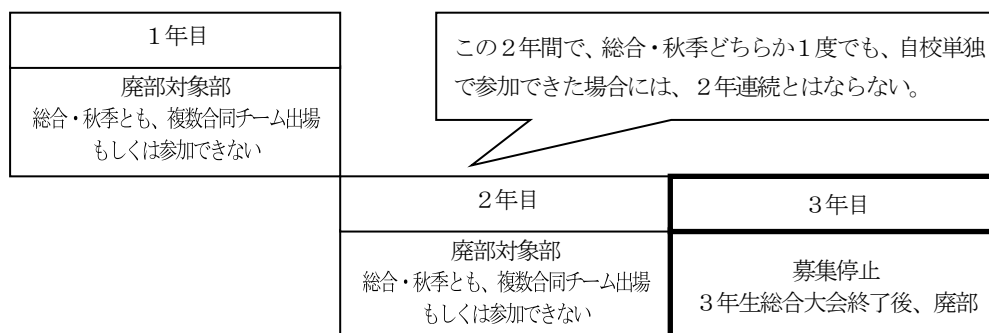 １年目
廃部対象部
総合・秋季とも、複数合同チーム出場
もしくは参加できない
この２年間で、総合・秋季どちらか１度でも、自校単独
で参加できた場合には、２年連続とはならない。
２年目
廃部対象部
総合・秋季とも、複数合同チーム出場
もしくは参加できない
３年目
募集停止
３年生総合大会終了後、廃部